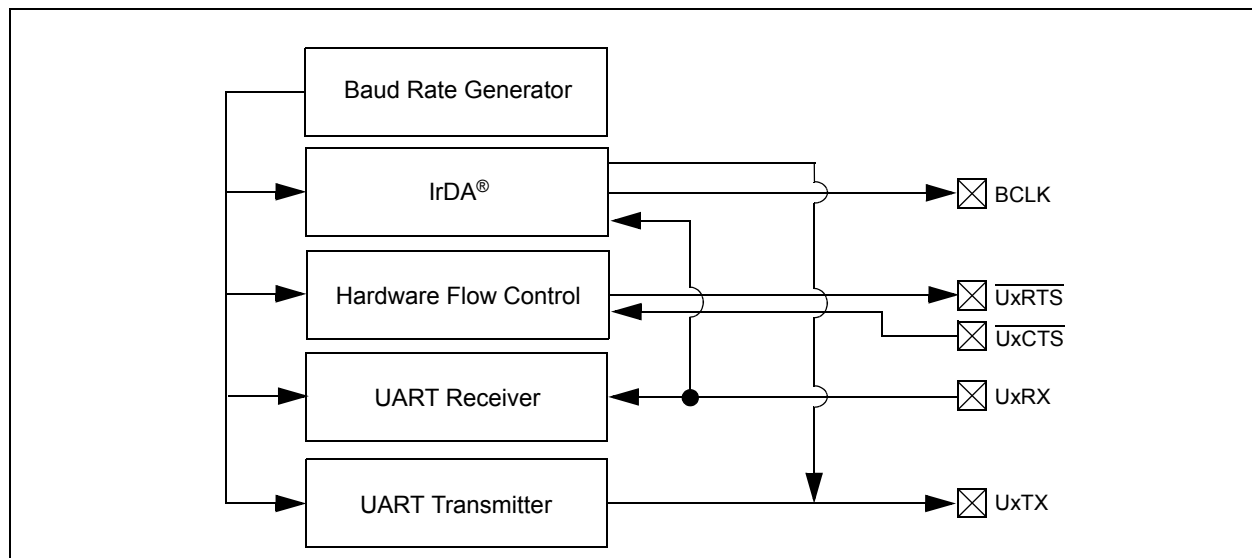 Baud Rate Generator
IrDA®
BCLK
Hardware Flow Control
UxRTS
UxCTS
UART Receiver
UxRX
UART Transmitter
UxTX